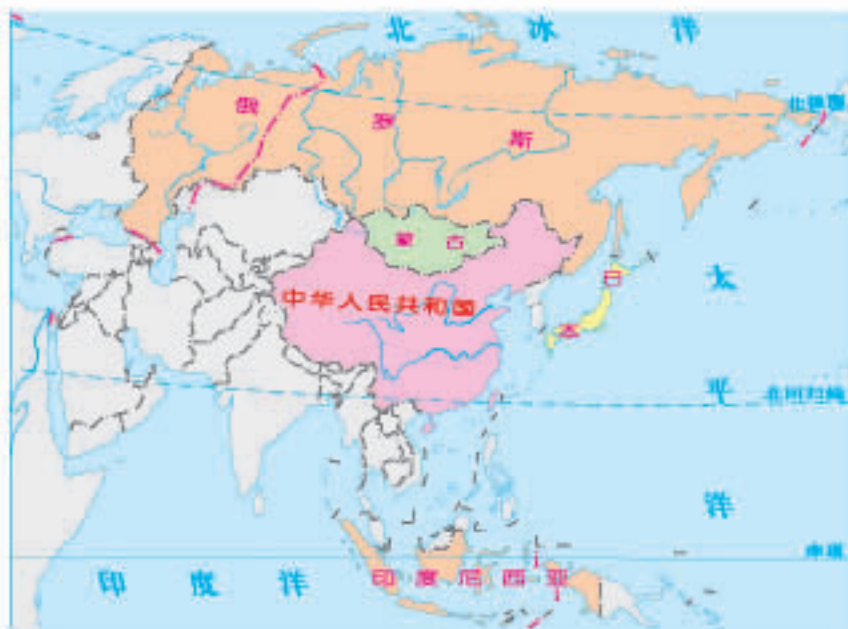 北冰洋
俄罗斯
北极圈
蒙古
日本
中华人民共和国
太平洋
北回归线
赤道
印度洋
印度尼西亚